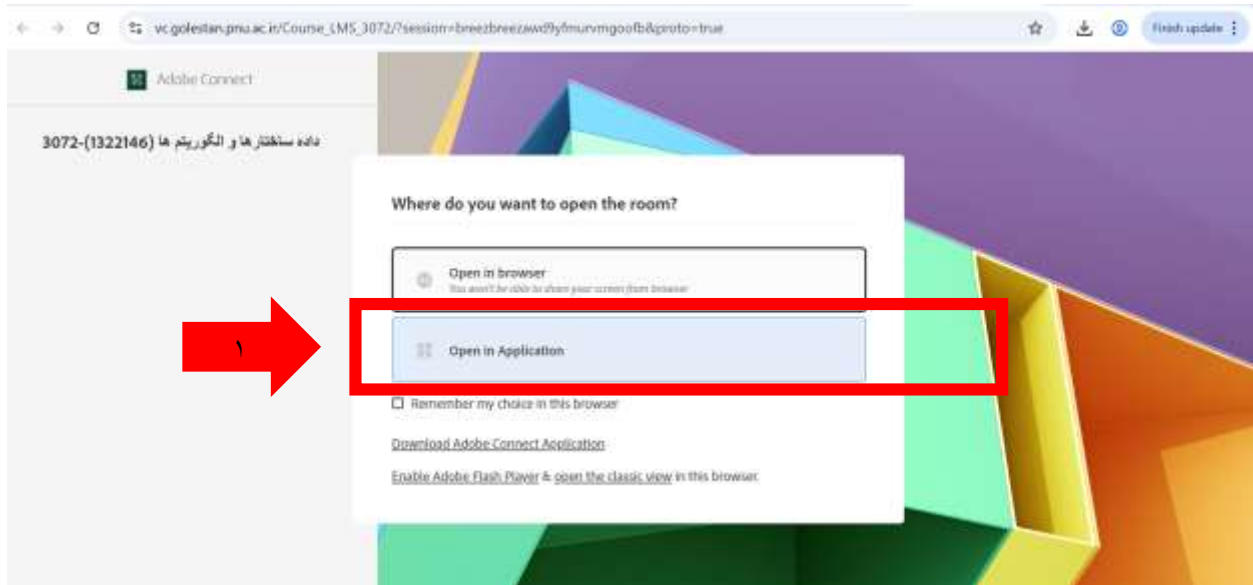 vc.golestan.pnu.ac.ir/Course_LMS_3072/?session=breezbreezawd9yfmurvmgoofb&proto=true
Finish update
Adobe Connect
داده ساختار ها و الگوریتم ها (1322146)-3072
Where do you want to open the room?
Open in browser
You won't be able to share your screen from browser
۱
Open in Application
Remember my choice in this browser
Download Adobe Connect Application
Enable Adobe Flash Player & open the classic view in this browser.